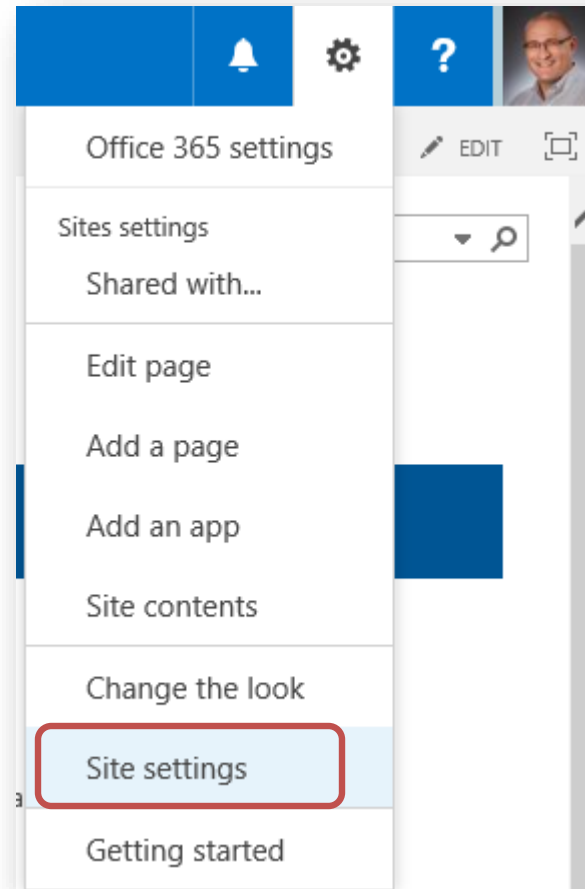 ?
Office 365 settings
EDIT
Sites settings
Shared with...
Edit page
Add a page
Add an app
Site contents
Change the look
Site settings
a
Getting started